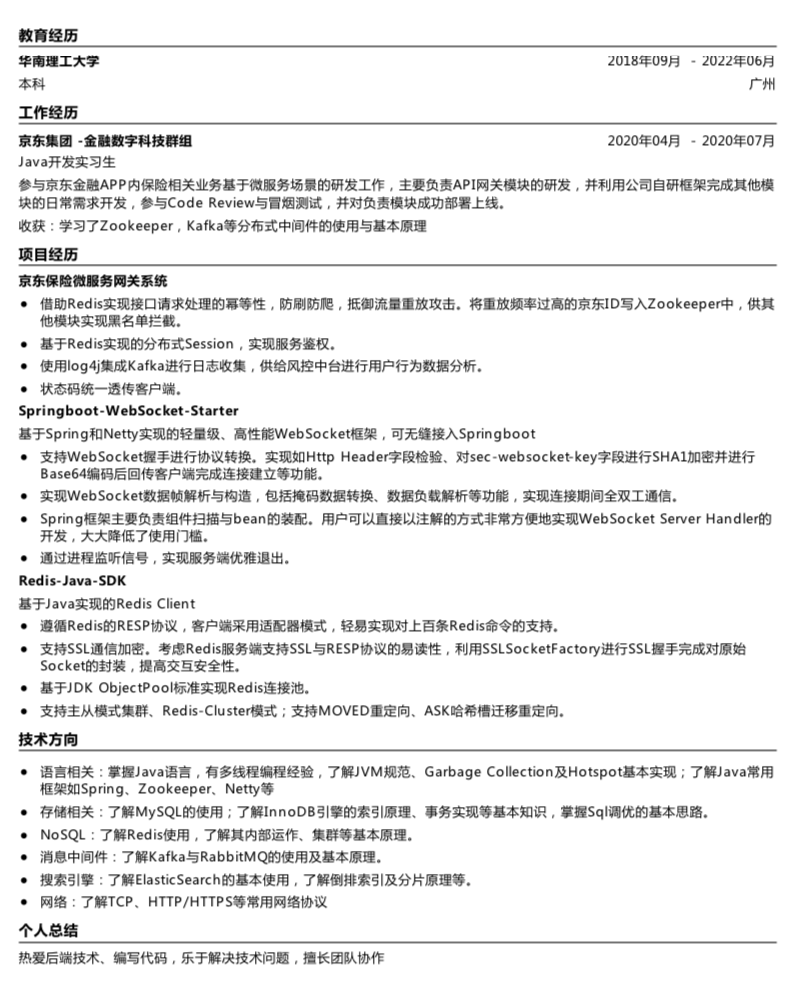 教育经历
华南理工大学 2018年09月 - 2022年06月
本科 广州
工作经历
京东集团 -金融数字科技群组 2020年04月 - 2020年07月
Java开发实习生
参与京东金融APP内保险相关业务基于微服务场景的研发工作，主要负责API网关模块的研发，并利用公司自研框架完成其他模
块的日常需求开发，参与Code Review与冒烟测试，并对负责模块成功部署上线。
收获：学习了Zookeeper，Kafka等分布式中间件的使用与基本原理
项目经历
京东保险微服务网关系统
● 借助Redis实现接口请求处理的幂等性，防刷防爬，抵御流量重放攻击。将重放频率过高的京东ID写入Zookeeper中，供其
他模块实现黑名单拦截。
● 基于Redis实现的分布式Session，实现服务鉴权。
● 使用log4j集成Kafka进行日志收集，供给风控中台进行用户行为数据分析。
● 状态码统一透传客户端。
Springboot-WebSocket-Starter
基于Spring和Netty实现的轻量级、高性能WebSocket框架，可无缝接入Springboot
● 支持WebSocket握手进行协议转换。实现如Http Header字段检验、对sec-websocket-key字段进行SHA1加密并进行
Base64编码后回传客户端完成连接建立等功能。
● 实现WebSocket数据帧解析与构造，包括掩码数据转换、数据负载解析等功能，实现连接期间全双工通信。
● Spring框架主要负责组件扫描与bean的装配。用户可以直接以注解的方式非常方便地实现WebSocket Server Handler的
开发，大大降低了使用门槛。
● 通过进程监听信号，实现服务端优雅退出。
Redis-Java-SDK
基于Java实现的Redis Client
● 遵循Redis的RESP协议，客户端采用适配器模式，轻易实现对上百条Redis命令的支持。
● 支持SSL通信加密。考虑Redis服务端支持SSL与RESP协议的易读性，利用SSLSocketFactory进行SSL握手完成对原始
Socket的封装，提高交互安全性。
● 基于JDK ObjectPool标准实现Redis连接池。
● 支持主从模式集群、Redis-Cluster模式；支持MOVED重定向、ASK哈希槽迁移重定向。
技术方向
● 语言相关：掌握Java语言，有多线程编程经验，了解JVM规范、Garbage Collection及Hotspot基本实现；了解Java常用
框架如Spring、Zookeeper、Netty等
● 存储相关：了解MySQL的使用；了解InnoDB引擎的索引原理、事务实现等基本知识，掌握Sql调优的基本思路。
● NoSQL：了解Redis使用，了解其内部运作、集群等基本原理。
● 消息中间件：了解Kafka与RabbitMQ的使用及基本原理。
● 搜索引擎：了解ElasticSearch的基本使用，了解倒排索引及分片原理等。
● 网络：了解TCP、HTTP/HTTPS等常用网络协议
个人总结
热爱后端技术、编写代码，乐于解决技术问题，擅长团队协作